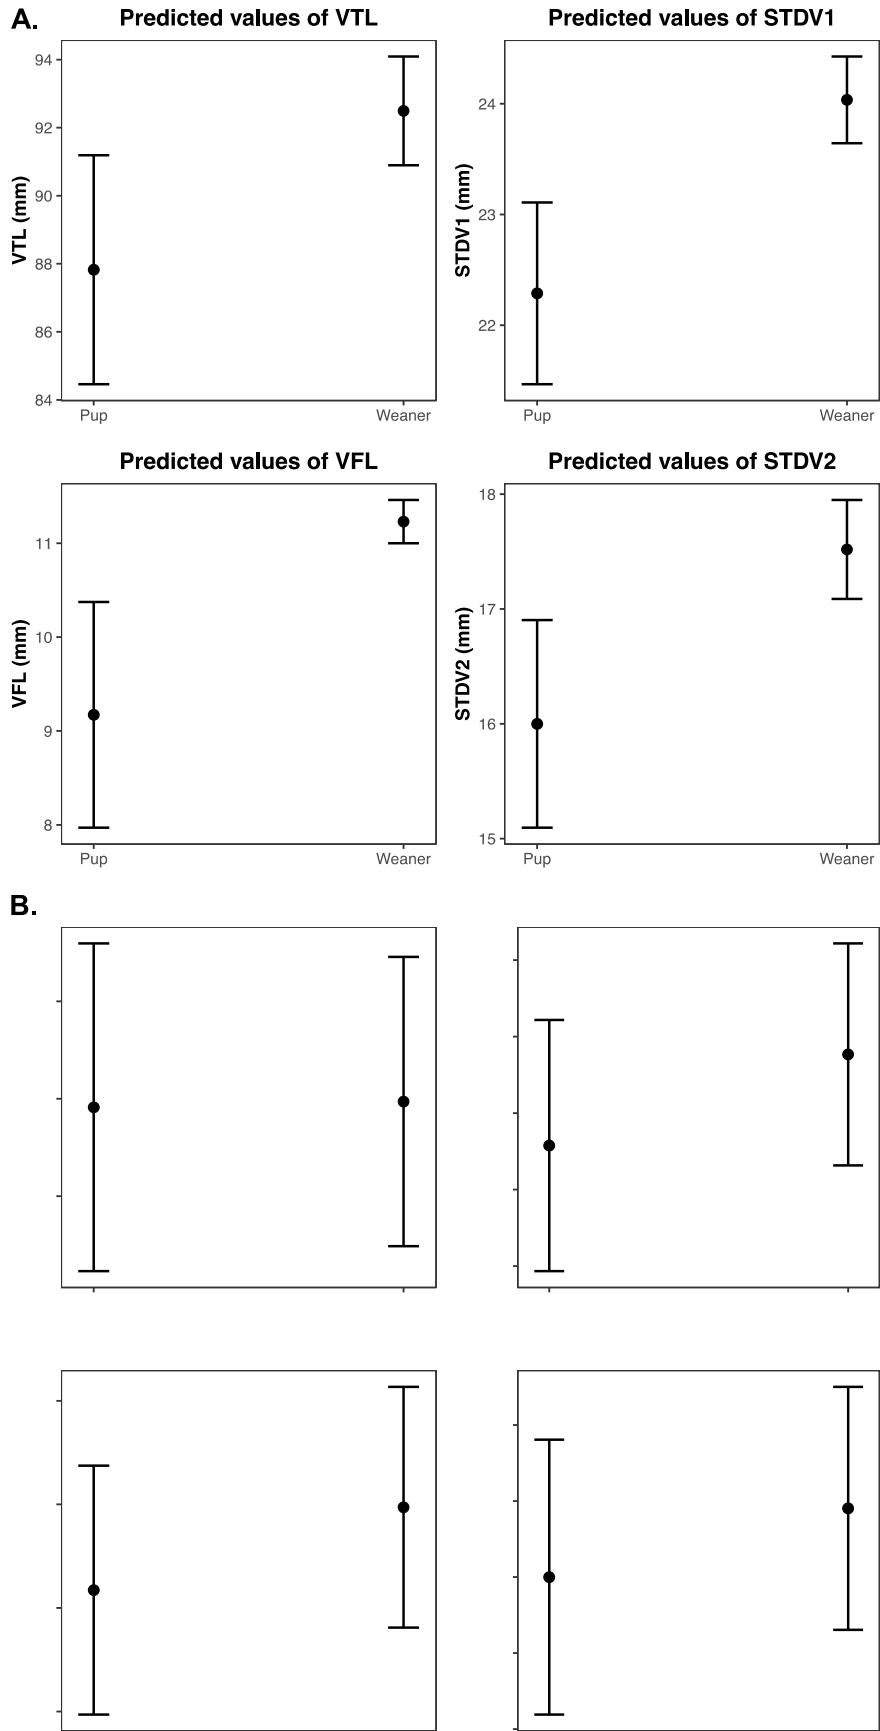 A.
Predicted values of VTL
VTL (mm)
94
92
90
88
86
84
Pup
Weaner
Predicted values of STDV1
STDV1 (mm)
24
23
22
Pup
Weaner
Predicted values of VFL
VFL (mm)
11
10
9
8
Pup
Weaner
Predicted values of STDV2
STDV2 (mm)
18
17
16
15
Pup
Weaner
B.